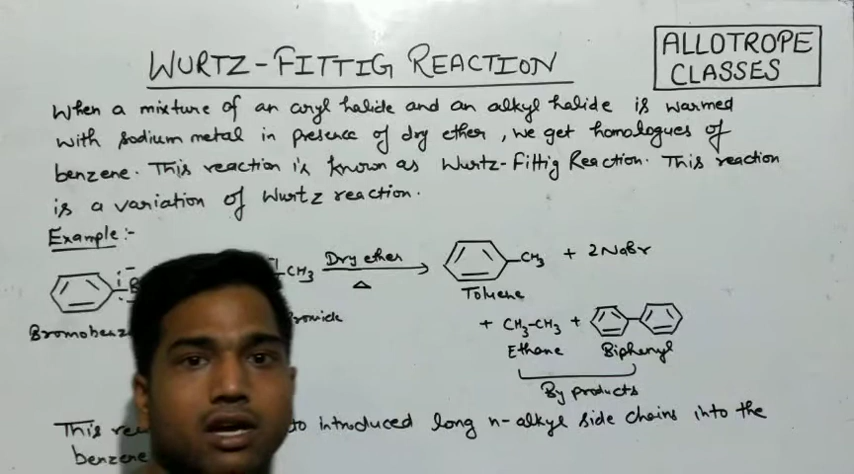 WURTZ-FITTIG REACTION
ALLOTROPE
CLASSES
When a mixture of an aryl halide and an alkyl halide is warmed
with sodium metal in presence of dry ether, we get homologues of
benzene. This reaction is known as Wurtz-Fittig Reaction. This reaction
is a variation of Wurtz reaction.
Example:-
CH3 Dry ether CH3 + 2NaBr
Δ
Toluene
+ CH3-CH3 +
Ethane Biphenyl
By products
This to introduced long n-alkyl side chains into the
benzene